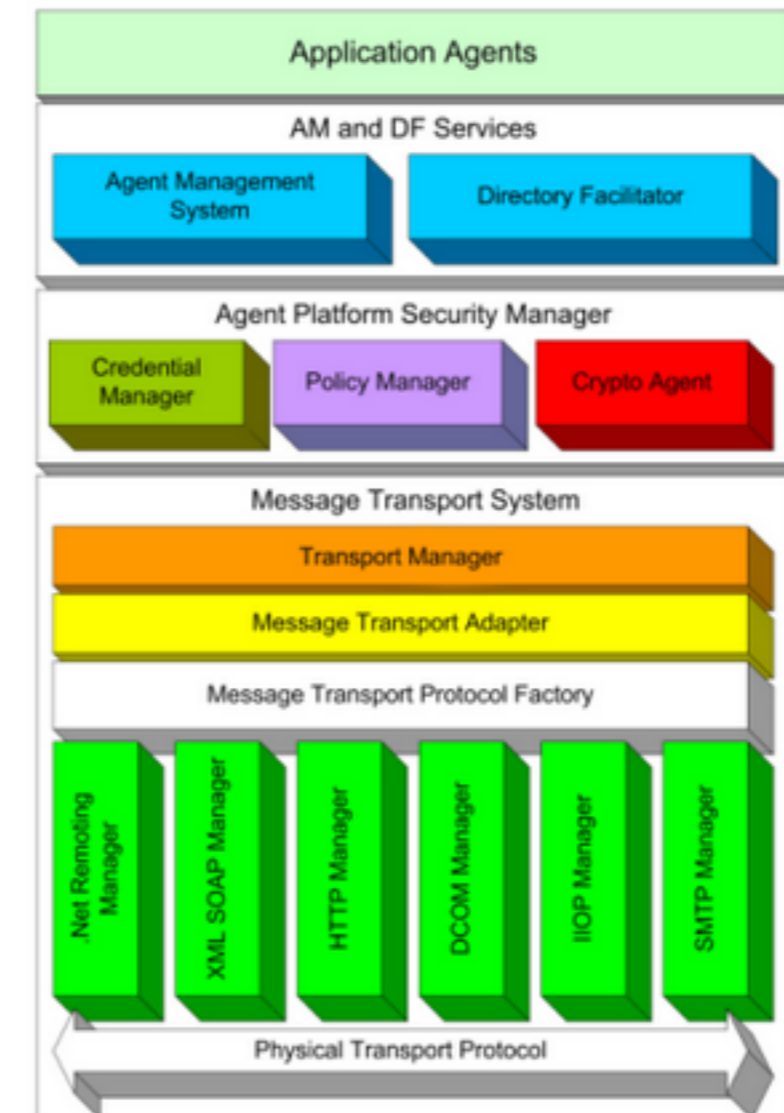 Application Agents
AM and DF Services
Agent Management
System
Directory Facilitator
Agent Platform Security Manager
Credential
Manager
Policy Manager
Crypto Agent
Message Transport System
Transport Manager
Message Transport Adapter
Message Transport Protocol Factory
.Net Remoting
Manager
XML SOAP Manager
HTTP Manager
DCOM Manager
IIOP Manager
SMTP Manager
Physical Transport Protocol